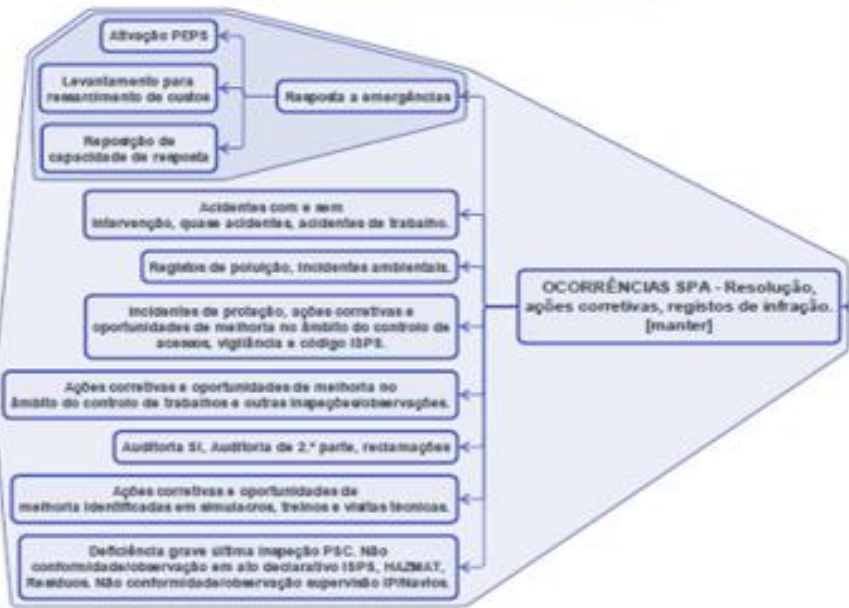 Ativação PEPS
Levantamento para
ressarcimento de custos
Resposta a emergências
Reposição de
capacidade de resposta
Acidentes com e sem
intervenção, quase acidentes, acidentes de trabalho.
Registos de poluição, incidentes ambientais.
OCORRÊNCIAS SPA - Resolução,
ações corretivas, registos de infração.
[manter]
Incidentes de proteção, ações corretivas e
oportunidades de melhoria no âmbito do controlo de
acessos, vigilância e código ISPS.
Ações corretivas e oportunidades de melhoria no
âmbito do controlo de trabalhos e outras inspeções/observações.
Auditoria SI, Auditoria de 2.ª parte, reclamações
Ações corretivas e oportunidades de
melhoria identificadas em simulacros, treinos e visitas técnicas.
Deficiência grave última inspeção PSC. Não
conformidade/observação em ato declarativo ISPS, HAZMAT,
Resíduos. Não conformidade/observação supervisão IP/Navios.